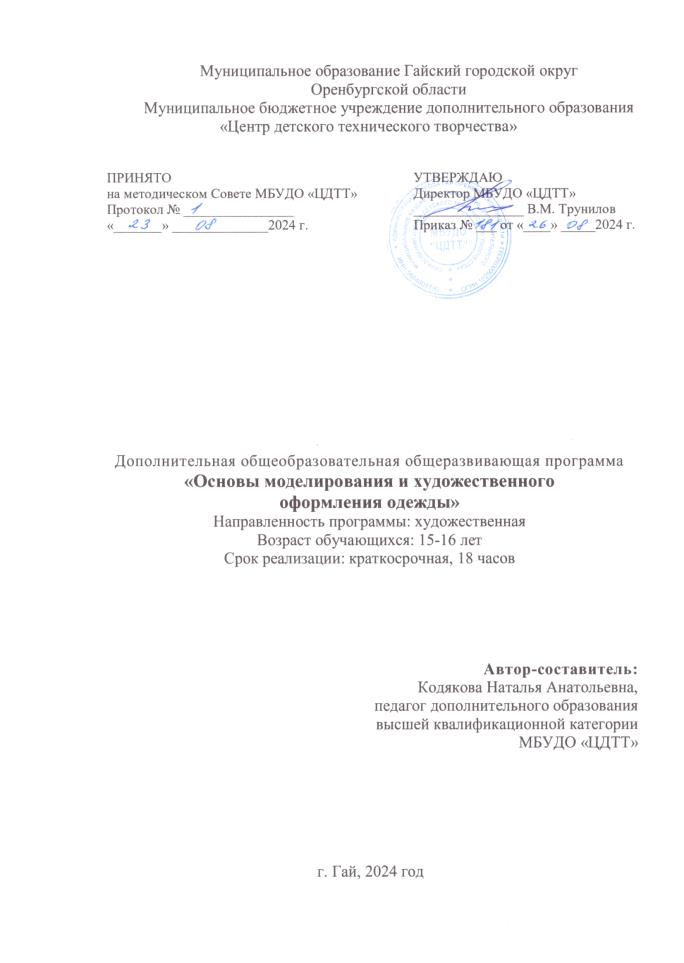 Муниципальное образование Гайский городской округ
Оренбургской области
Муниципальное бюджетное учреждение дополнительного образования
«Центр детского технического творчества»
ПРИНЯТО
на методическом Совете МБУДО «ЦДТТ»
Протокол № 1
«23» 08 2024 г.
УТВЕРЖДАЮ
Директор МБУДО «ЦДТТ»
В.М. Трунилов
Приказ № 181 от «26» 08 2024 г.
МБУДО
"ЦДТТ"
Дополнительная общеобразовательная общеразвивающая программа
«Основы моделирования и художественного
оформления одежды»
Направленность программы: художественная
Возраст обучающихся: 15-16 лет
Срок реализации: краткосрочная, 18 часов
Автор-составитель:
Кодякова Наталья Анатольевна,
педагог дополнительного образования
высшей квалификационной категории
МБУДО «ЦДТТ»
г. Гай, 2024 год